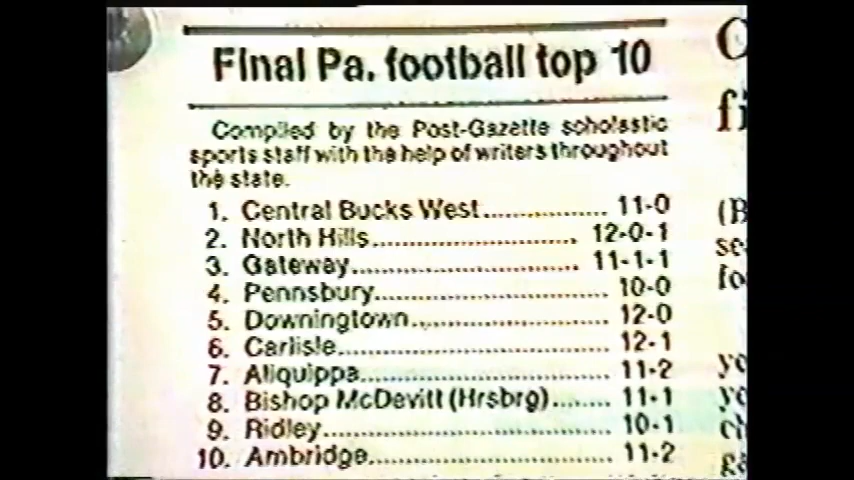 Final Pa. football top 10
Compiled by the Post-Gazette scholastic
sports staff with the help of writers throughout
the state.
1. Central Bucks West.................. 11-0
2. North Hills............................. 12-0-1
3. Gateway................................ 11-1-1
4. Pennsbury................................. 10-0
5. Downingtown........................... 12-0
6. Carlisle...................................... 12-1
7. Aliquippa................................... 11-2
8. Bishop McDevitt (Hrsbrg)........ 11-1
9. Ridley........................................ 10-1
10. Ambridge.................................. 11-2